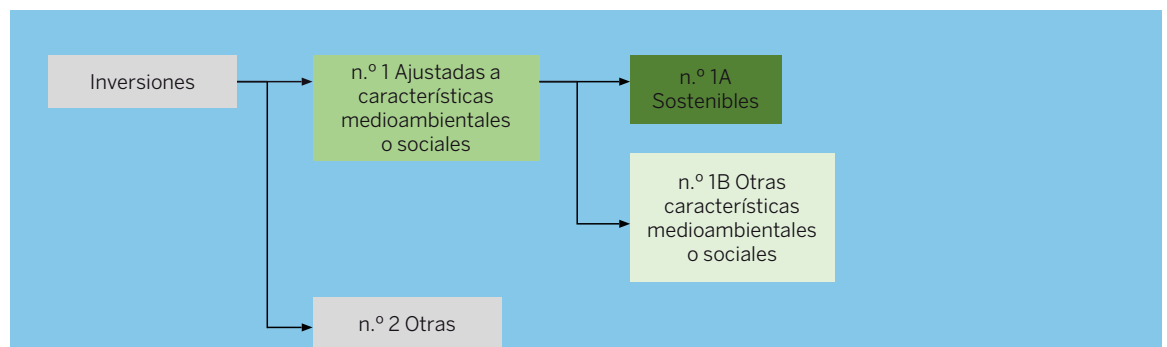 Inversiones
n.º 1 Ajustadas a
características
medioambientales
o sociales
n.º 1A
Sostenibles
n.º 1B Otras
características
medioambientales
o sociales
n.º 2 Otras